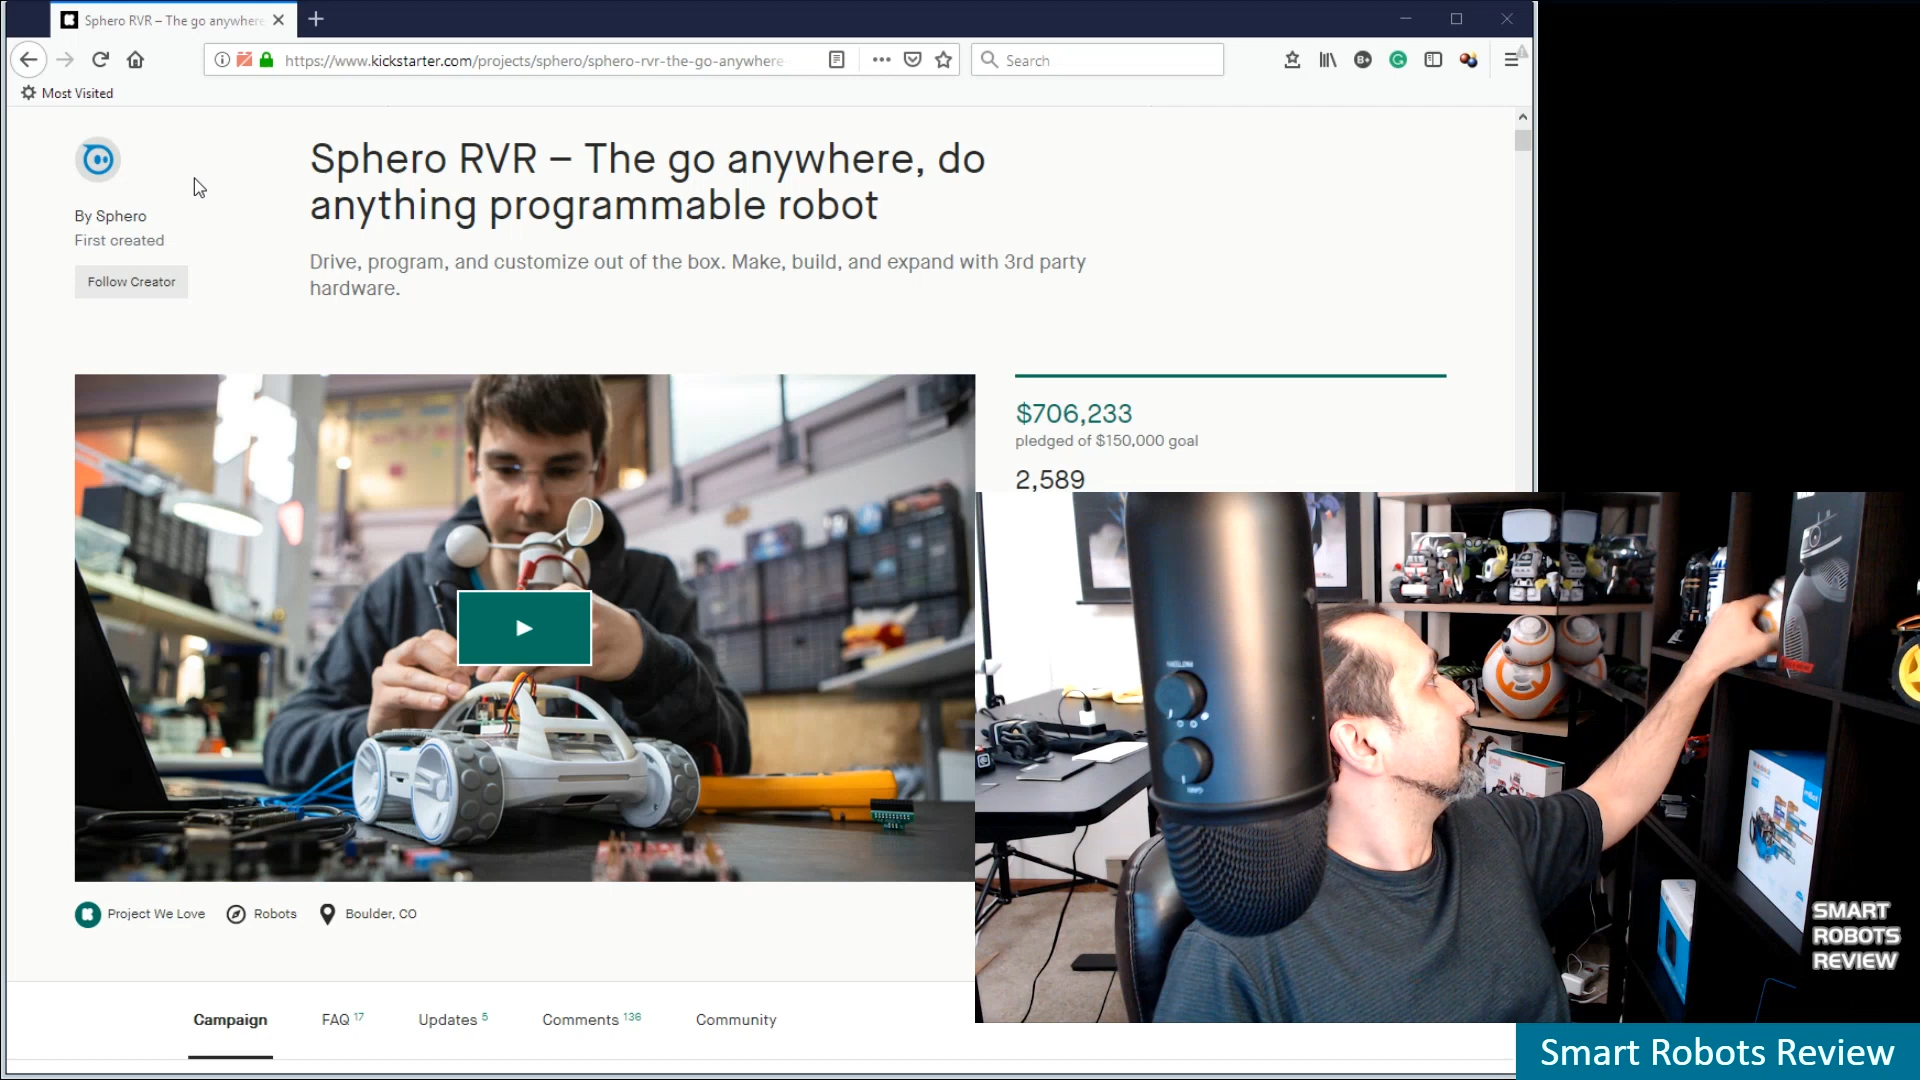 Sphero RVR – The go anywhere
https://www.kickstarter.com/projects/sphero/sphero-rvr-the-go-anywhere-
Search
Most Visited
Sphero RVR – The go anywhere, do
anything programmable robot
By Sphero
First created
Follow Creator
Drive, program, and customize out of the box. Make, build, and expand with 3rd party
hardware.
$706,233
pledged of $150,000 goal
2,589
Project We Love
Robots
Boulder, CO
Campaign
FAQ 17
Updates 5
Comments 136
Community
SMART
ROBOTS
REVIEW
Smart Robots Review